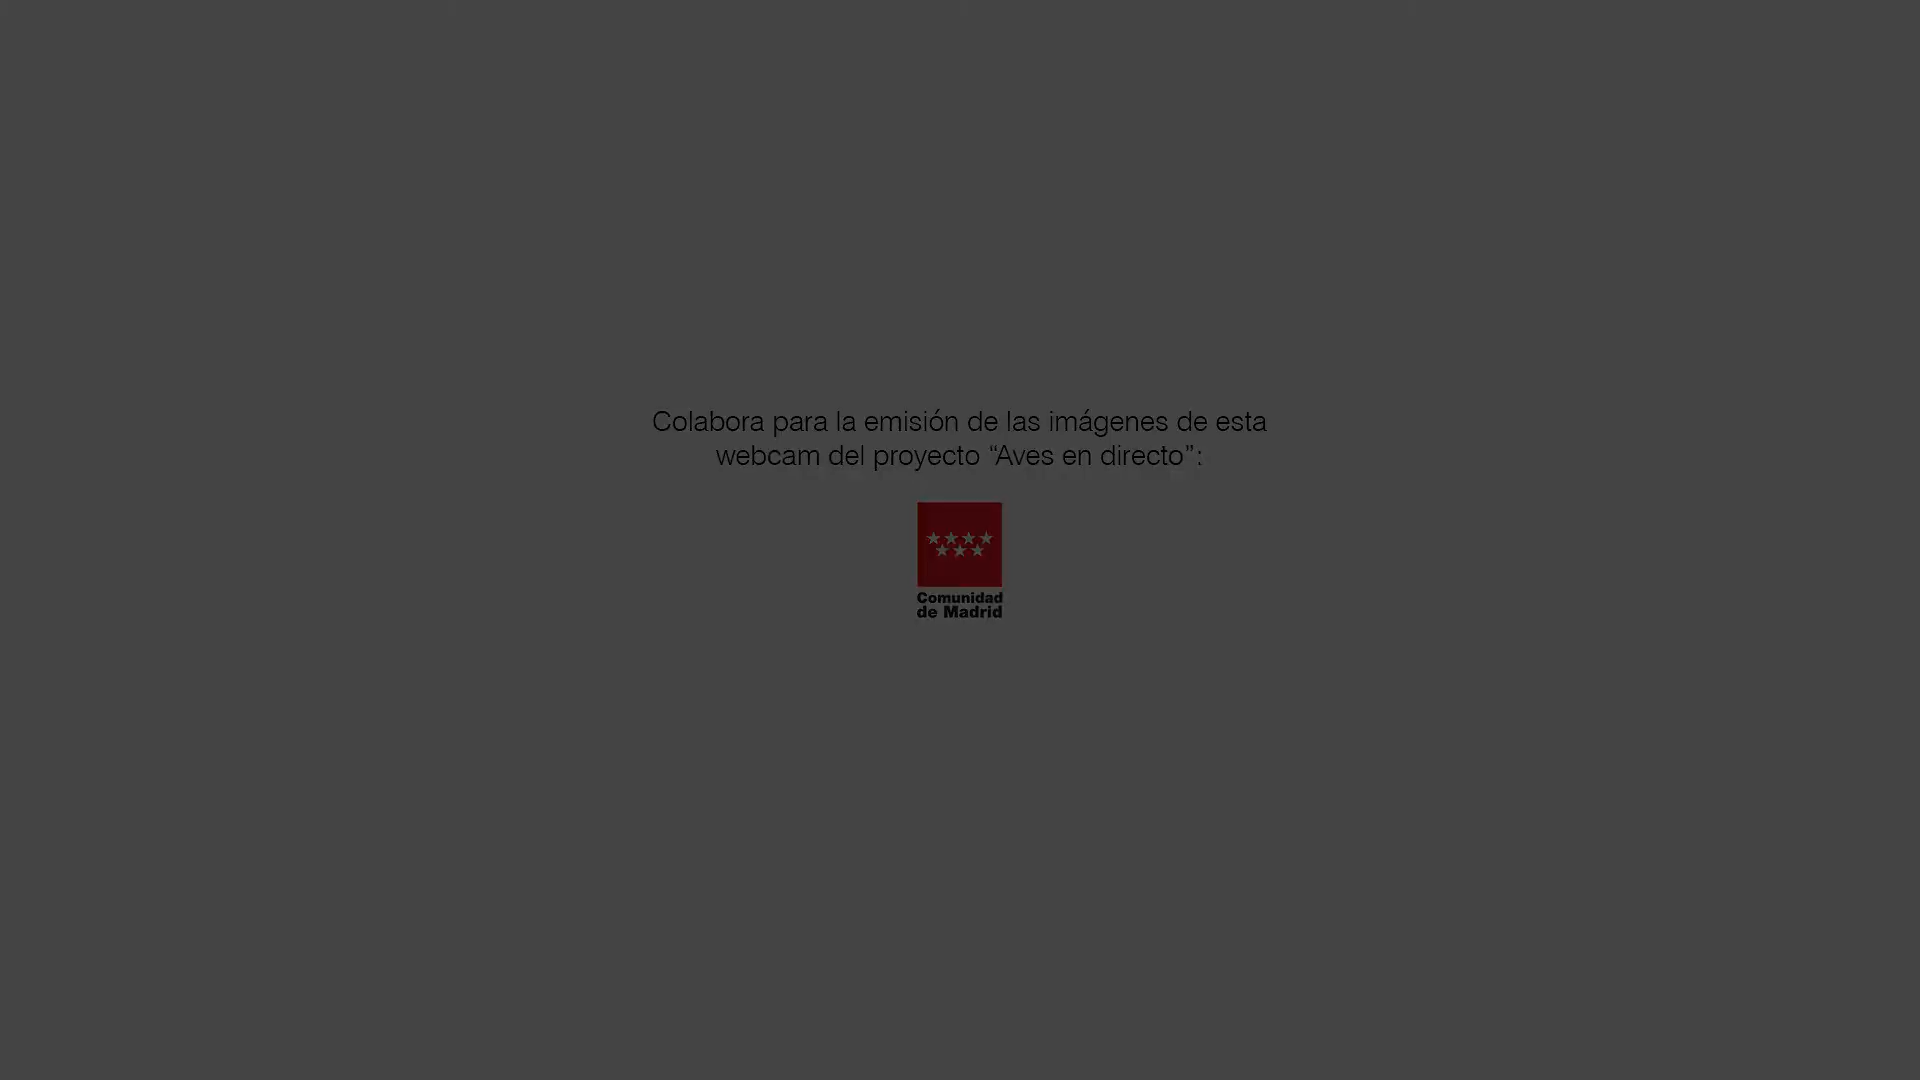 Colabora para la emisión de las imágenes de esta
webcam del proyecto “Aves en directo”:
Comunidad
de Madrid